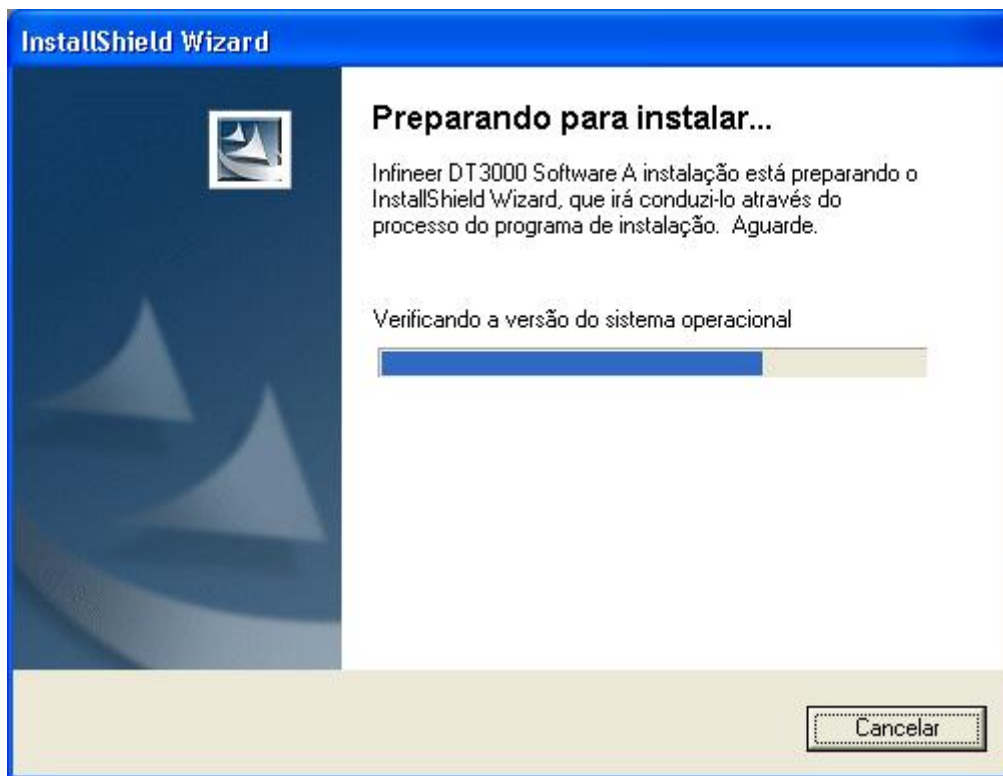 InstallShield Wizard
Preparando para instalar...
Infineer DT3000 Software A instalação está preparando o
InstallShield Wizard, que irá conduzi-lo através do
processo do programa de instalação.  Aguarde.
Verificando a versão do sistema operacional
Cancelar